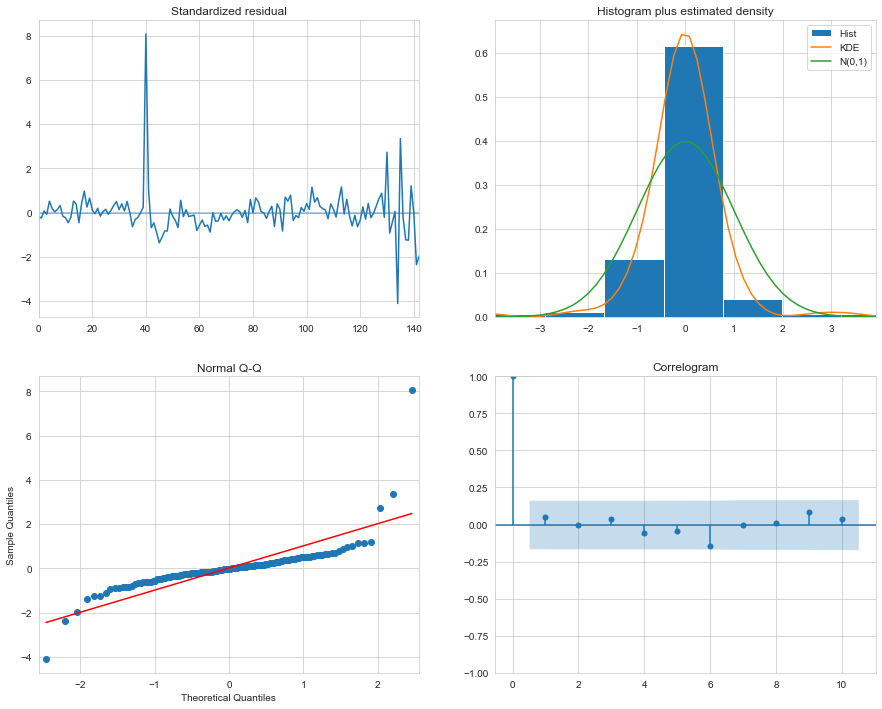 Standardized residual
8
6
4
2
0
−2
−4
0 20 40 60 80 100 120 140
Histogram plus estimated density
Hist
KDE
N(0,1)
0.6
0.5
0.4
0.3
0.2
0.1
0.0
−3 −2 −1 0 1 2 3
Normal Q-Q
Sample Quantiles
8
6
4
2
0
−2
−4
−2 −1 0 1 2
Theoretical Quantiles
Correlogram
1.00
0.75
0.50
0.25
0.00
−0.25
−0.50
−0.75
−1.00
0 2 4 6 8 10